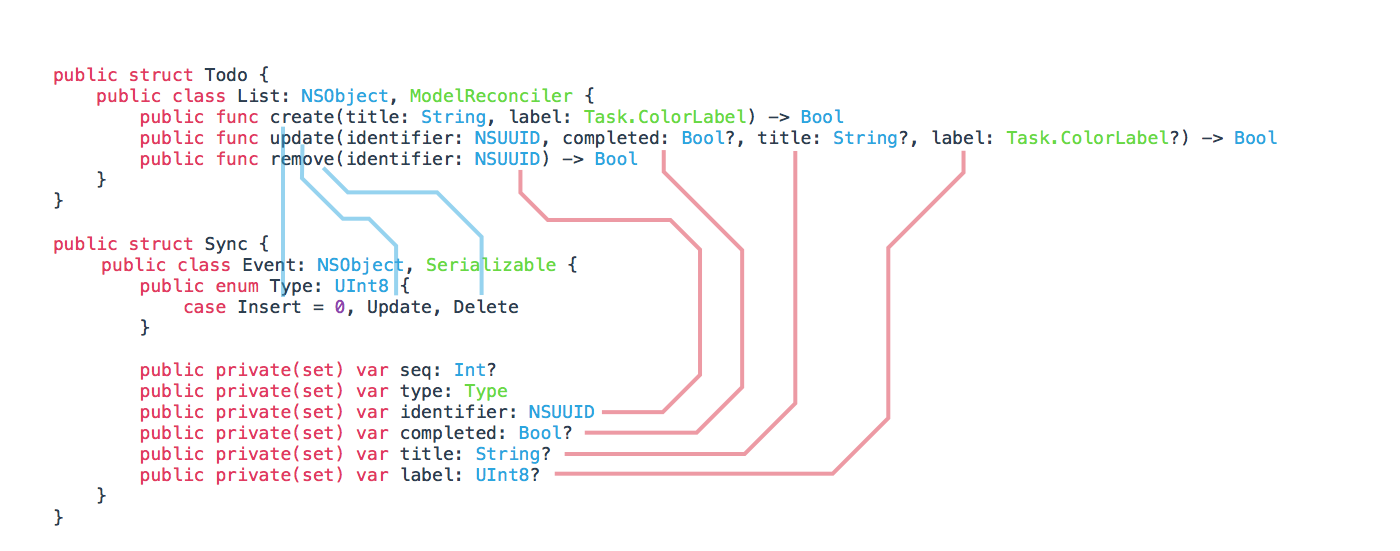 public struct Todo {
public class List: NSObject, ModelReconciler {
public func create(title: String, label: Task.ColorLabel) -> Bool
public func update(identifier: NSUUID, completed: Bool?, title: String?, label: Task.ColorLabel?) -> Bool
public func remove(identifier: NSUUID) -> Bool
}
}
public struct Sync {
public class Event: NSObject, Serializable {
public enum Type: UInt8 {
case Insert = 0, Update, Delete
}
public private(set) var seq: Int?
public private(set) var type: Type
public private(set) var identifier: NSUUID
public private(set) var completed: Bool?
public private(set) var title: String?
public private(set) var label: UInt8?
}
}